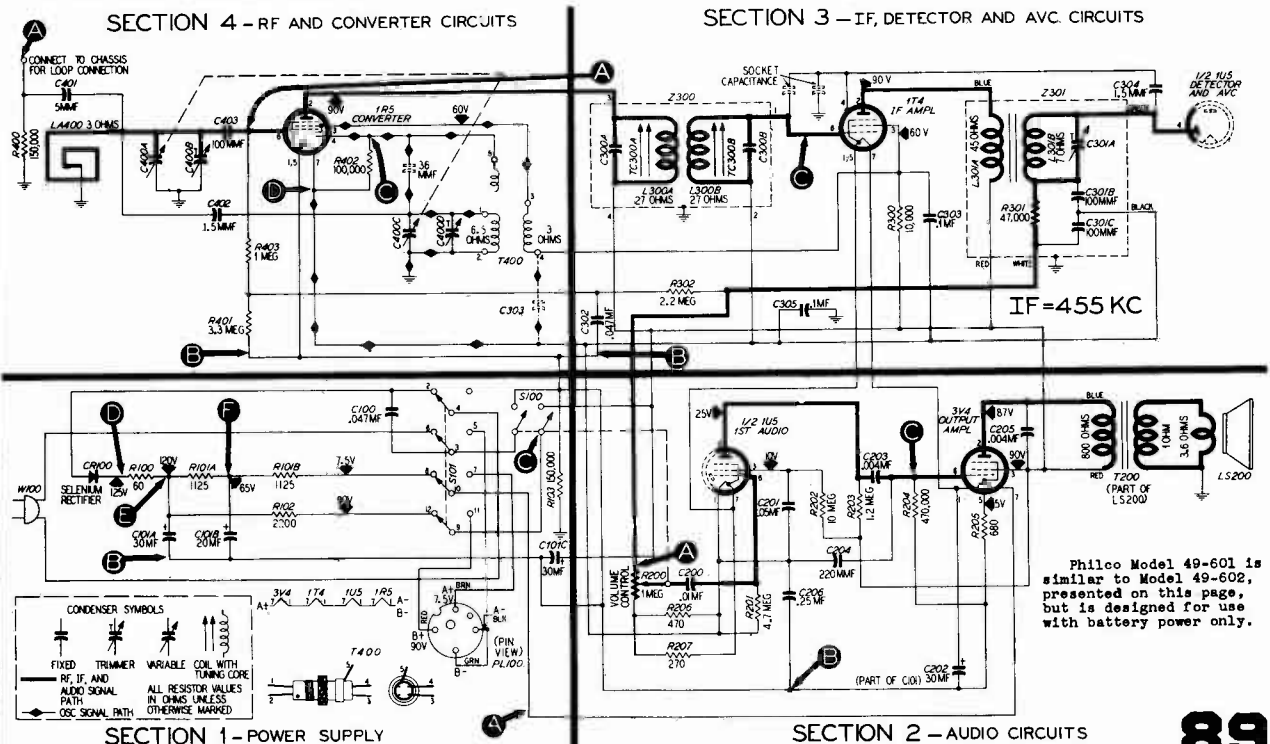 SECTION 4 - RF AND CONVERTER CIRCUITS
A
CONNECT TO CHASSIS
FOR LOOP CONNECTION
C401
5MMF
R400
150,000
LA400 3 OHMS
C400A
C400B
C403
100MMF
2
90V
1R5
CONVERTER
60V
A
R402
100,000
36
MMF
D
C
C402
1.5MMF
C400C
C400D
6.5
OHMS
T400
3
OHMS
R403
1 MEG
R401
3.3 MEG
C303
B
SECTION 3 - IF, DETECTOR AND AVC. CIRCUITS
SOCKET
CAPACITANCE
Z300
C300A
TC300A
TC300B
C300B
L300A
27 OHMS
L300B
27 OHMS
90 V
1T4
IF AMPL
60 V
C
R300
10,000
C303
.1MF
BLUE
Z301
L301A
45 OHMS
L301B
C301A
C304
1.5MMF
1/2 1U5
DETECTOR
AND AVC
C301B
100MMF
C301C
100MMF
BLACK
R301
47,000
RED
WHITE
R302
2.2 MEG
C305
.1MF
C302
.047MF
B
IF=455 KC
D
F
W100
CR100
SELENIUM
RECTIFIER
125V
R100
60
120V
R101A
1125
65V
R101B
1125
7.5V
R102
90V
E
C101A
30MF
C101B
20MF
B
C100
.047MF
S101
S100
C
R103 150,000
C101C
30MF
CONDENSER SYMBOLS
FIXED
TRIMMER
VARIABLE
COIL WITH
TUNING CORE
RF, IF, AND
AUDIO SIGNAL
PATH
OSC SIGNAL PATH
ALL RESISTOR VALUES
IN OHMS UNLESS
OTHERWISE MARKED
A+
3V4
1T4
1U5
1R5
A-
B-
T400
BRN
A+
7.5V
RED
B+
90V
A-
BLK
GRN
B-
(PIN
VIEW)
PL100
A
SECTION 1 - POWER SUPPLY
25V
1/2 1U5
1ST AUDIO
10V
C201
.05MF
R202
10 MEG
R203
1.2 MEG
C203
.004MF
C
R204
470,000
3V4
OUTPUT
AMPL
87V
C205
.004MF
90V
5V
R205
680
BLUE
800 OHMS
RED
1 OHM
3.6 OHMS
T200
(PART OF
LS200)
LS200
C204
220MMF
A
VOLUME
CONTROL
R200
1 MEG
C200
.01MF
R206
470
R207
270
R201
4.7 MEG
C206
.25 MF
B
(PART OF C101)
C202
30MF
Philco Model 49-601 is
similar to Model 49-602,
presented on this page,
but is designed for use
with battery power only.
SECTION 2 - AUDIO CIRCUITS
89